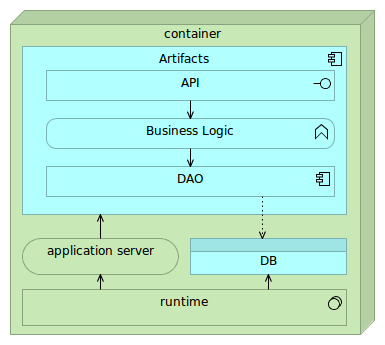 container
Artifacts
API
Business Logic
DAO
application server
DB
runtime